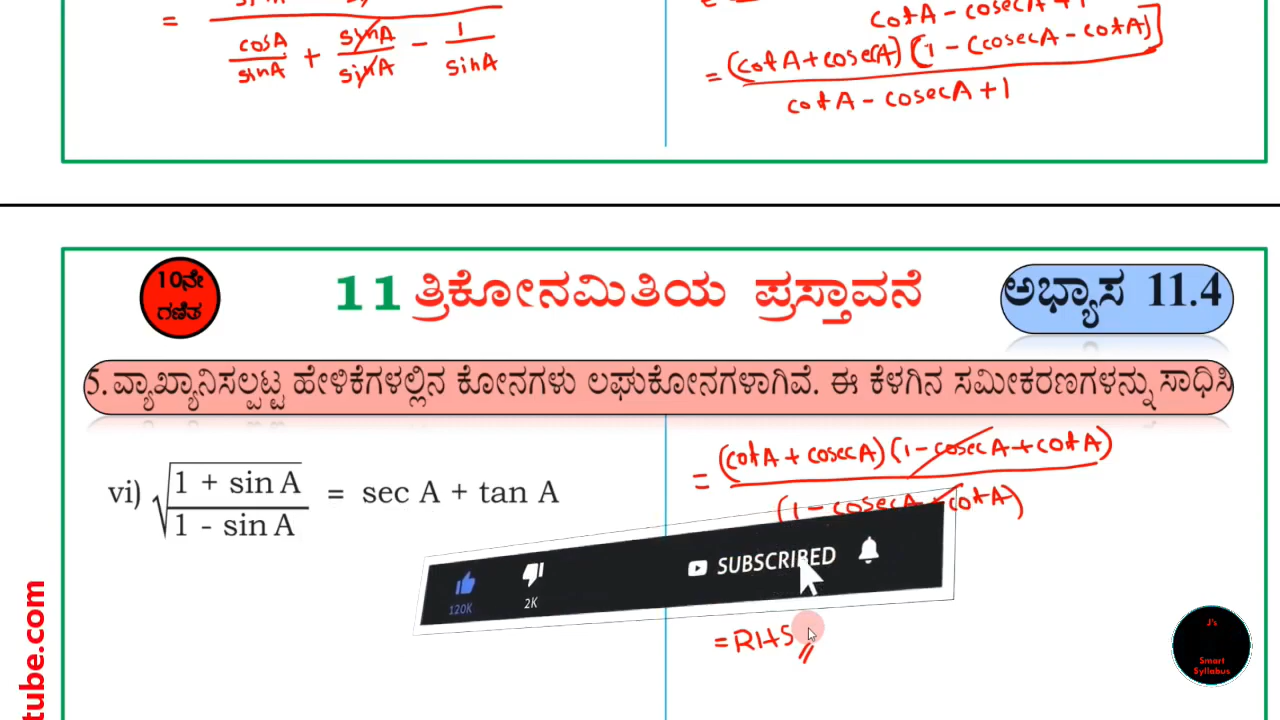 = cosA/sinA + sinA/sinA - 1/sinA
cotA - cosecA + 1
= (cotA + cosecA) (1 - (cosecA - cotA)]
cotA - cosecA + 1
10ನೇ
ಗಣಿತ
11 ತ್ರಿಕೋನಮಿತಿಯ ಪ್ರಸ್ತಾವನೆ
ಅಭ್ಯಾಸ 11.4
5. ವ್ಯಾಖ್ಯಾನಿಸಲ್ಪಟ್ಟ ಹೇಳಿಕೆಗಳಲ್ಲಿನ ಕೋನಗಳು ಲಘುಕೋನಗಳಾಗಿವೆ. ಈ ಕೆಳಗಿನ ಸಮೀಕರಣಗಳನ್ನು ಸಾಧಿಸಿ
vi) √(1 + sin A / 1 - sin A) = sec A + tan A
= (cotA + cosecA) (1 - cosecA + cotA)
(1 - cosecA + cotA)
120K
2K
SUBSCRIBED
= RHS
J's
Smart
Syllabus
tube.com